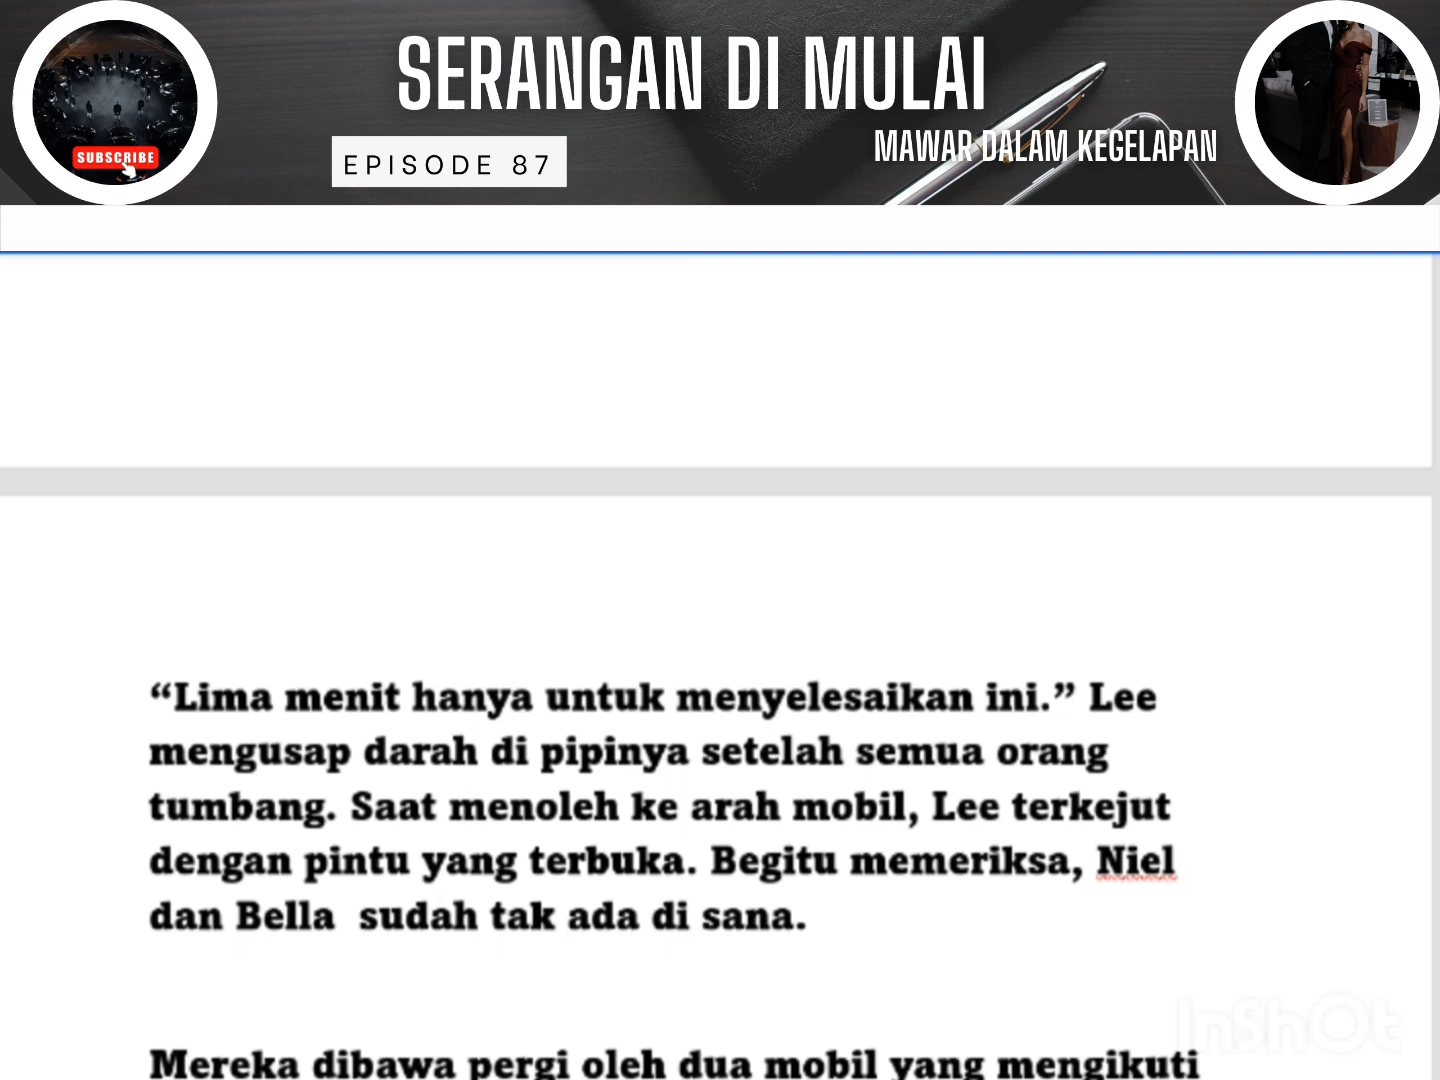 SERANGAN DI MULAI
MAWAR DALAM KEGELAPAN
EPISODE 87
SUBSCRIBE
“Lima menit hanya untuk menyelesaikan ini.” Lee
mengusap darah di pipinya setelah semua orang
tumbang. Saat menoleh ke arah mobil, Lee terkejut
dengan pintu yang terbuka. Begitu memeriksa, Niel
dan Bella  sudah tak ada di sana.
Mereka dibawa pergi oleh dua mobil yang mengikuti
InShOt